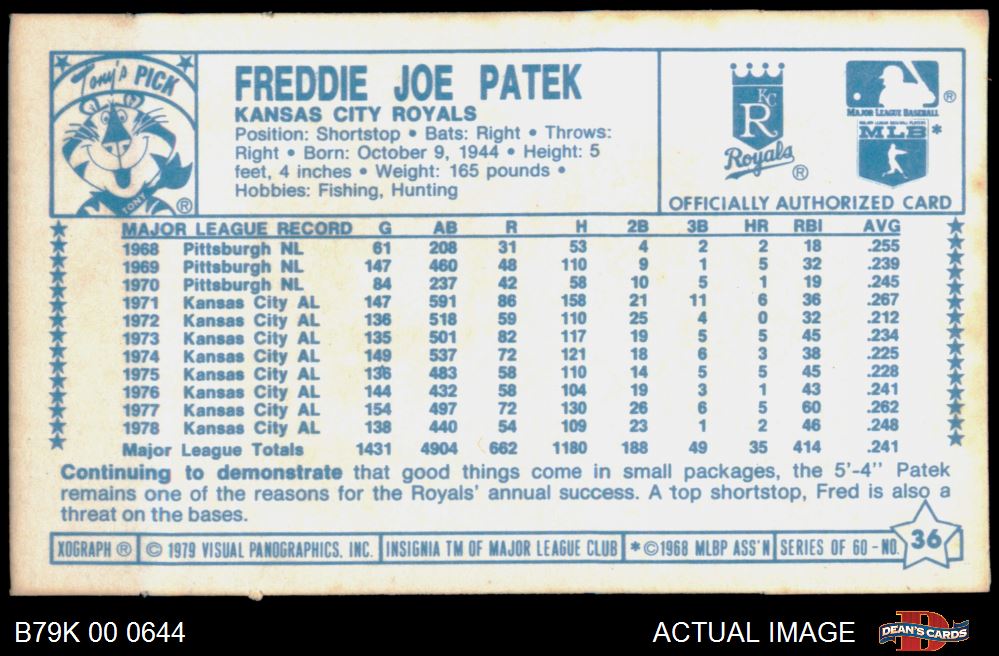 Tony's PICK
TONY
®
FREDDIE JOE PATEK
KANSAS CITY ROYALS
Position: Shortstop • Bats: Right • Throws:
Right • Born: October 9, 1944 • Height: 5
feet, 4 inches • Weight: 165 pounds •
Hobbies: Fishing, Hunting
KC
R
Royals ®
®
MAJOR LEAGUE BASEBALL
MAJOR LEAGUE BASEBALL PLAYERS
MLB *
OFFICIALLY AUTHORIZED CARD
MAJOR LEAGUE RECORD G AB R H 2B 3B HR RBI AVG
1968 Pittsburgh NL 61 208 31 53 4 2 2 18 .255
1969 Pittsburgh NL 147 460 48 110 9 1 5 32 .239
1970 Pittsburgh NL 84 237 42 58 10 5 1 19 .245
1971 Kansas City AL 147 591 86 158 21 11 6 36 .267
1972 Kansas City AL 136 518 59 110 25 4 0 32 .212
1973 Kansas City AL 135 501 82 117 19 5 5 45 .234
1974 Kansas City AL 149 537 72 121 18 6 3 38 .225
1975 Kansas City AL 136 483 58 110 14 5 5 45 .228
1976 Kansas City AL 144 432 58 104 19 3 1 43 .241
1977 Kansas City AL 154 497 72 130 26 6 5 60 .262
1978 Kansas City AL 138 440 54 109 23 1 2 46 .248
Major League Totals 1431 4904 662 1180 188 49 35 414 .241
Continuing to demonstrate that good things come in small packages, the 5'-4" Patek
remains one of the reasons for the Royals' annual success. A top shortstop, Fred is also a
threat on the bases.
XOGRAPH ® © 1979 VISUAL PANOGRAPHICS, INC. INSIGNIA TM OF MAJOR LEAGUE CLUB * ©1968 MLBP ASS'N SERIES OF 60 - NO. 36
B79K 00 0644 ACTUAL IMAGE DEAN'S CARDS